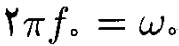 ۲πf₀ = ω₀